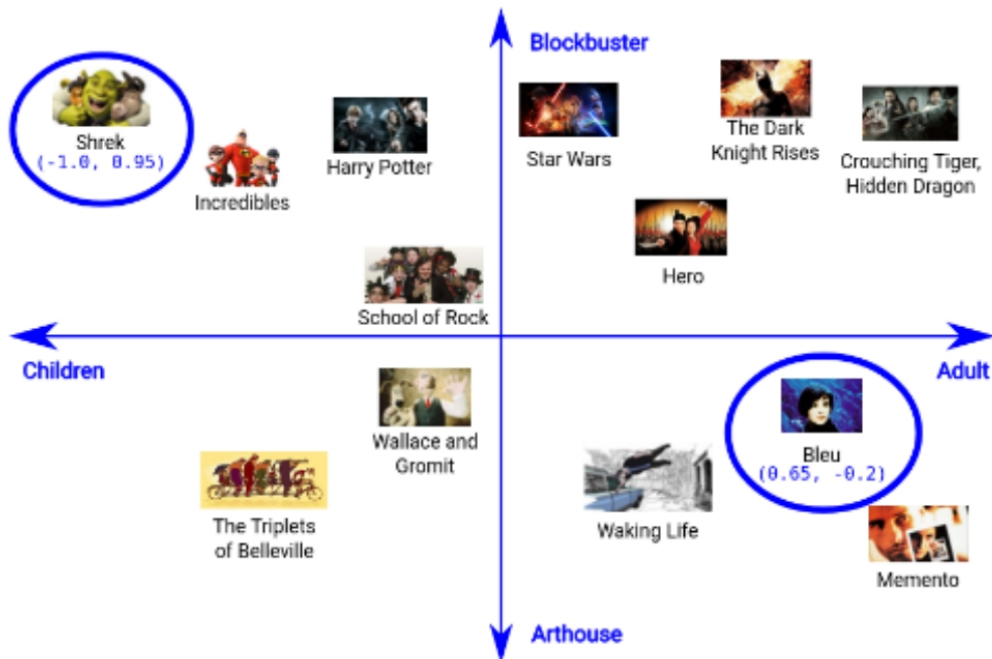 Blockbuster
Shrek
(-1.0, 0.95)
Incredibles
Harry Potter
Star Wars
The Dark
Knight Rises
Crouching Tiger,
Hidden Dragon
Hero
School of Rock
Children
Adult
Wallace and
Gromit
Bleu
(0.65, -0.2)
The Triplets
of Belleville
Waking Life
Memento
Arthouse